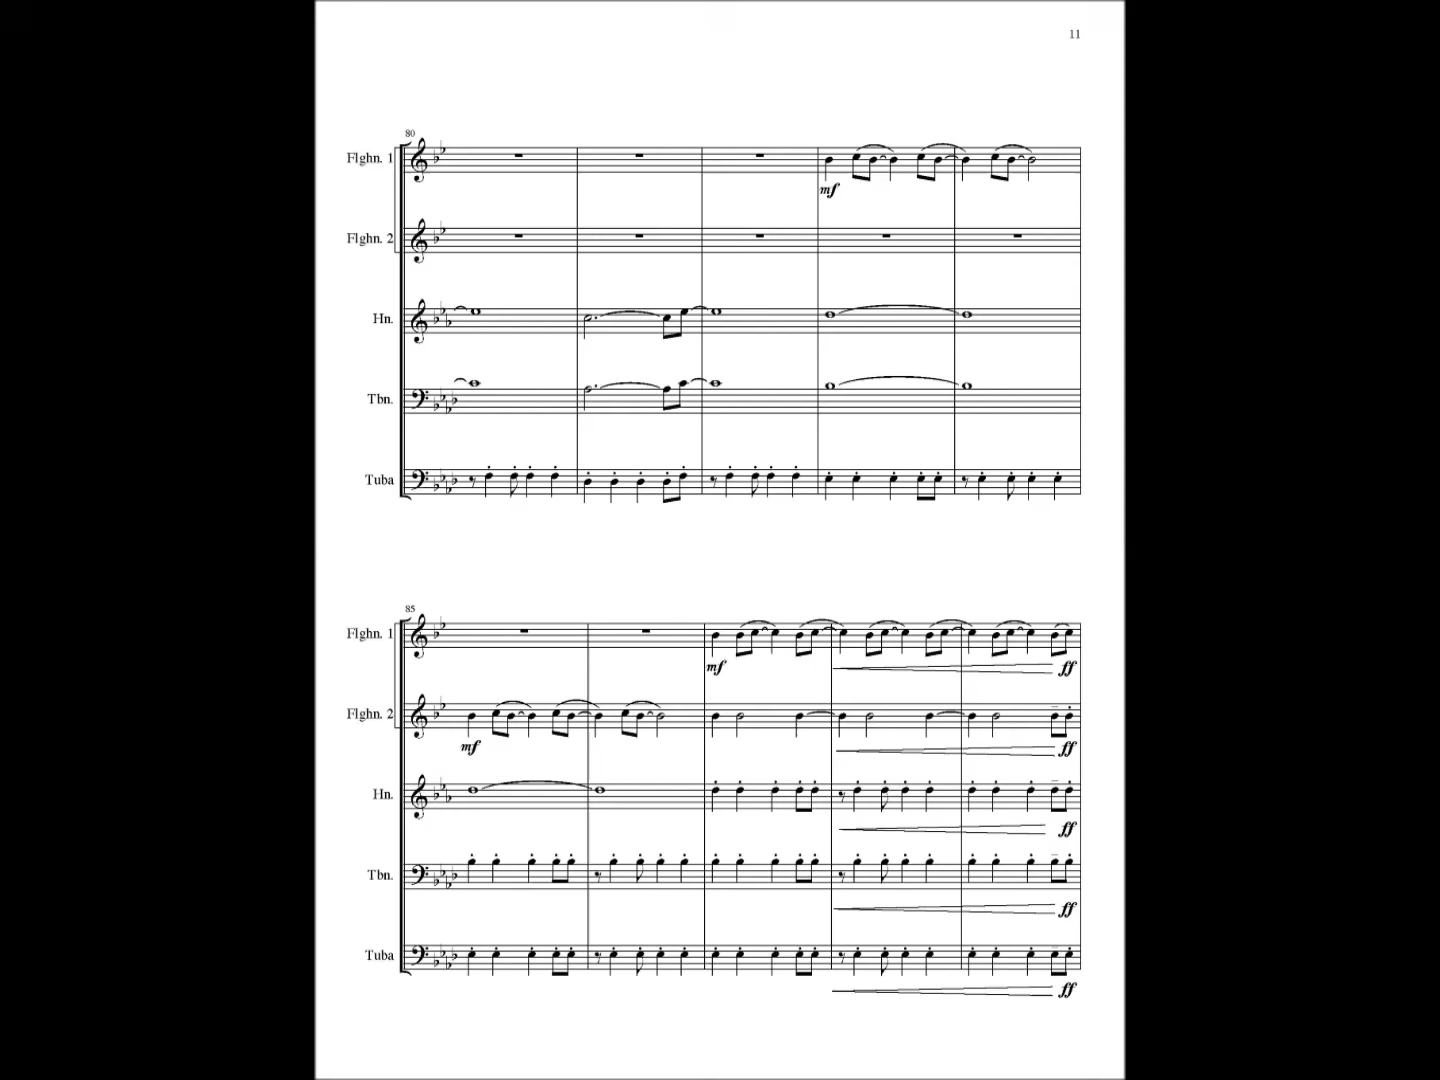 11
80
Flghn. 1
mf
Flghn. 2
Hn.
Tbn.
Tuba
85
Flghn. 1
mf
ff
Flghn. 2
mf
ff
Hn.
ff
Tbn.
ff
Tuba
ff